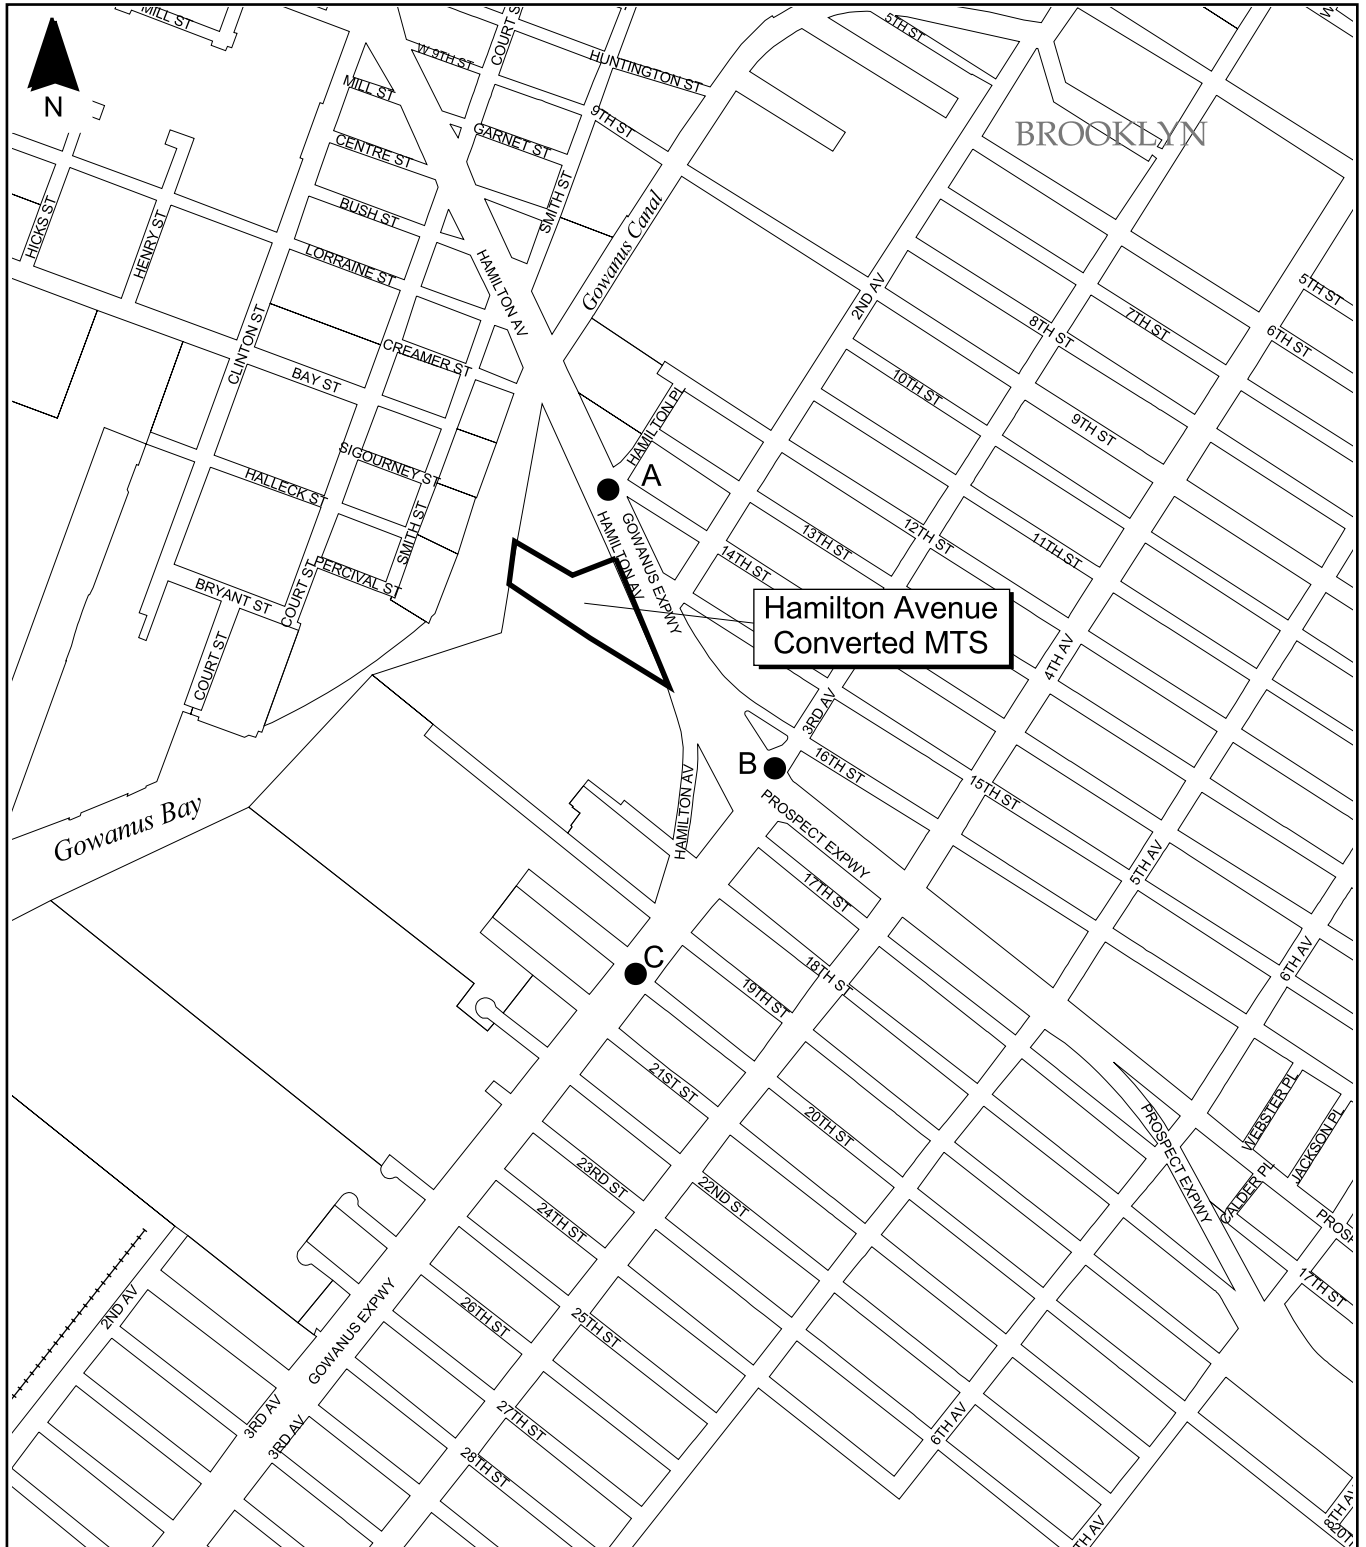 MILL ST
COURT S
5TH ST
W
N
W 9TH ST
HUNTINGTON ST
MILL ST
9TH ST
GARNET ST
CENTRE ST
BROOKLYN
SMITH ST
BUSH ST
HICKS ST
HENRY ST
LORRAINE ST
HAMILTON AV
Gowanus Canal
2ND AV
5TH ST
7TH ST
6TH ST
8TH ST
CLINTON ST
CREAMER ST
BAY ST
10TH ST
HAMILTON PL
9TH ST
SIGOURNEY ST
HALLECK ST
A
SMITH ST
HAMILTON AV
GOWANUS EXPWY
13TH ST
12TH ST
11TH ST
14TH ST
PERCIVAL ST
BRYANT ST
COURT ST
Hamilton Avenue
Converted MTS
COURT ST
4TH AV
3RD AV
B
16TH ST
15TH ST
HAMILTON AV
PROSPECT EXPWY
Gowanus Bay
5TH AV
17TH ST
C
18TH ST
6TH AV
19TH ST
21ST ST
20TH ST
WEBSTER PL
JACKSON PL
PROSPECT EXPWY
CALDER PL
23RD ST
22ND ST
24TH ST
PROSP
17TH ST
2ND AV
GOWANUS EXPWY
26TH ST
25TH ST
3RD AV
3RD AV
27TH ST
6TH AV
28TH ST
8TH AV
20T
TH AV